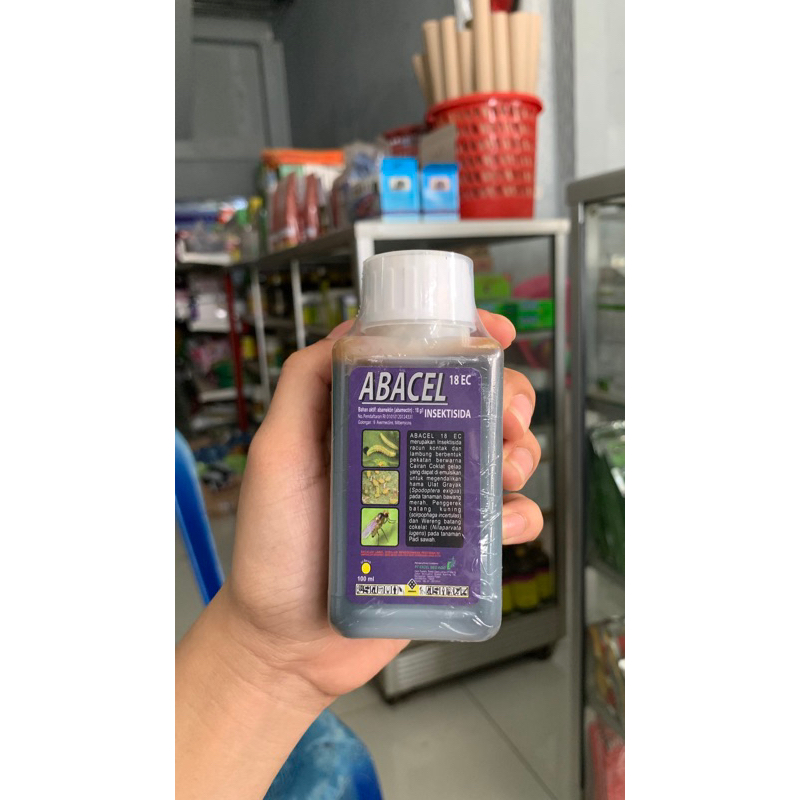 ABACEL 18 EC
INSEKTISIDA
ABACEL 18 EC
merupakan Insektisida
racun kontak dan
lambung berbentuk
pekatan berwarna
Cairan Coklat gelap
yang dapat di emulsikan
untuk mengendalikan
hama Ulat Grayak
(Spodoptera exigua) pada
tanaman bawang
merah. Penggerek
batang kuning
(scirpophaga incertulas)
dan Wereng batang
cokelat (Nilaparvata
lugens) pada tanaman
Padi sawah.
100 ml